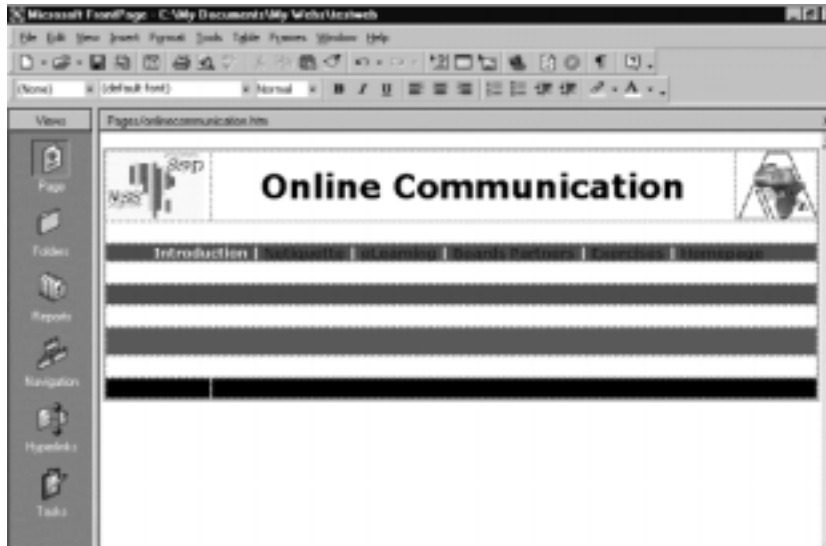 Microsoft FrontPage - C:\My Documents\My Webs\testweb
File Edit View Insert Format Tools Table Frames Window Help
(None) (default font) Normal B I U A
Views Pages/onlinecommunication.htm
Page
Folders
Reports
Navigation
Hyperlinks
Tasks
Step
Online Communication
Introduction | Netiquette | eLearning | Boards Partners | Exercises | Homepage